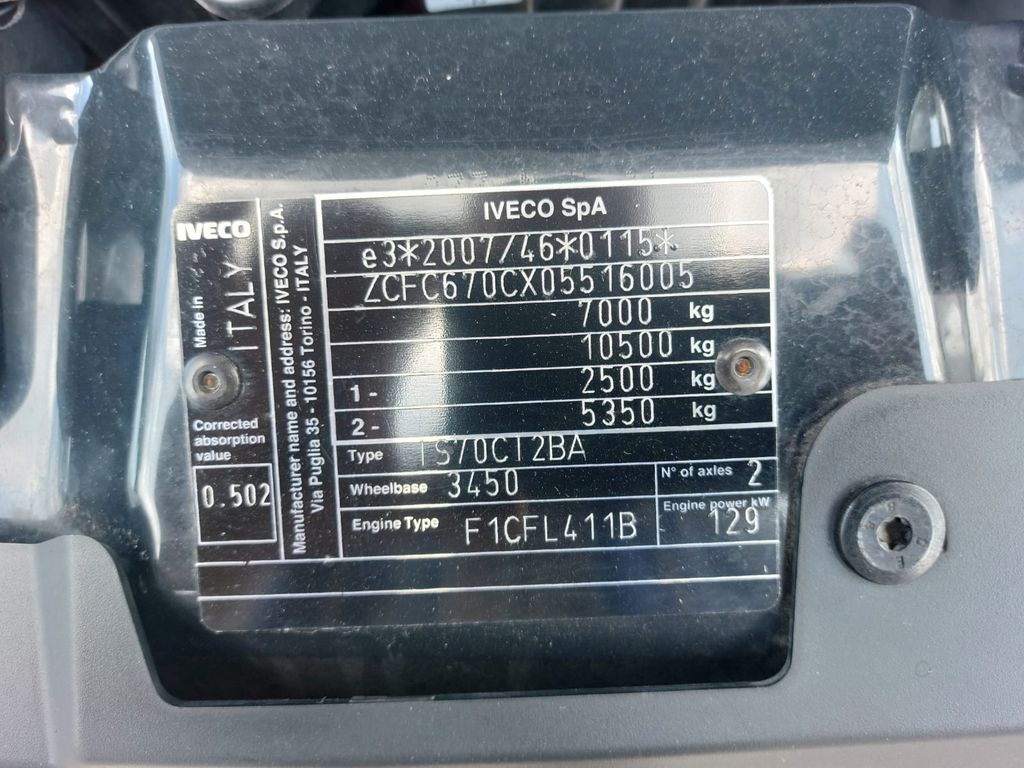 IVECO
Made in
ITALY
Corrected
absorption
value
0.502
Manufacturer name and address: IVECO S.p.A.
Via Puglia 35 - 10156 Torino - ITALY
IVECO SpA
e3*2007/46*0115*
ZCFC670CX05516005
7000 kg
10500 kg
1 - 2500 kg
2 - 5350 kg
Type IS70CI2BA
Wheelbase 3450
N° of axles 2
Engine Type F1CFL411B
Engine power kW 129